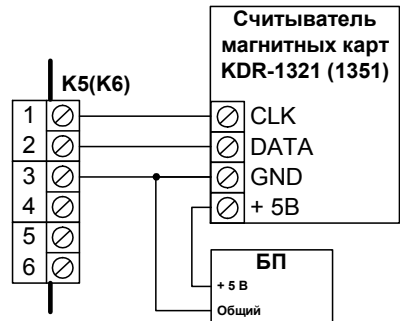 Считыватель
магнитных карт
KDR-1321 (1351)
K5(K6)
1
CLK
2
DATA
3
GND
4
+ 5В
5
6
БП
+ 5 В
Общий